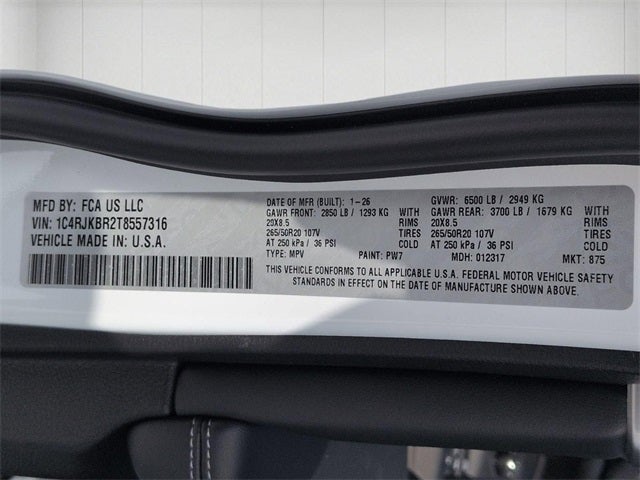 MFD BY: FCA US LLC
VIN: 1C4RJKBR2T8557316
VEHICLE MADE IN: U.S.A.
DATE OF MFR (BUILT): 1-26
GAWR FRONT: 2850 LB / 1293 KG WITH
20X8.5 RIMS
265/50R20 107V TIRES
AT 250 kPa / 36 PSI COLD
TYPE: MPV PAINT: PW7
GVWR: 6500 LB / 2949 KG
GAWR REAR: 3700 LB / 1679 KG WITH
20X8.5 RIMS
265/50R20 107V TIRES
AT 250 kPa / 36 PSI COLD
MDH: 012317 MKT: 875
THIS VEHICLE CONFORMS TO ALL APPLICABLE U.S.A. FEDERAL MOTOR VEHICLE SAFETY
STANDARDS IN EFFECT ON THE DATE OF MANUFACTURE SHOWN ABOVE.